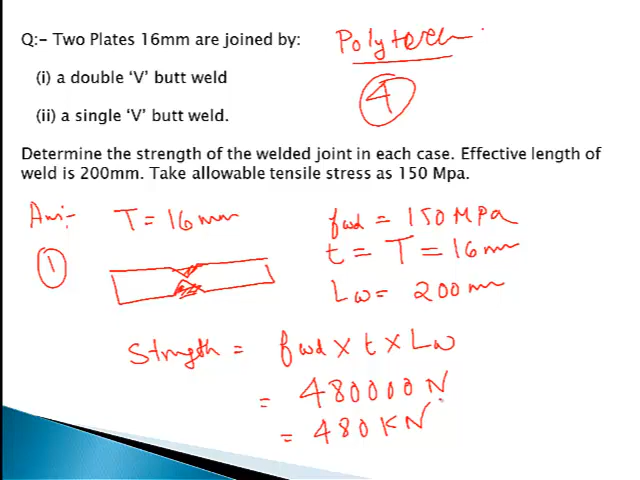 Q:- Two Plates 16mm are joined by:
Polytech
(i) a double ‘V’ butt weld
4
(ii) a single ‘V’ butt weld.
Determine the strength of the welded joint in each case. Effective length of
weld is 200mm. Take allowable tensile stress as 150 Mpa.
Ans:- T = 16mm
fwd = 150 MPa
1
t = T = 16mm
Lw = 200mm
Strength = fwd x t x Lw
= 480000 N
= 480 KN